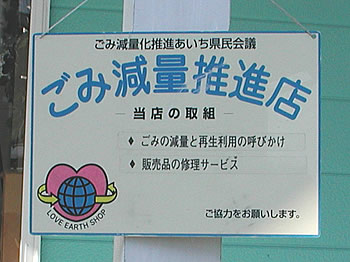 ごみ減量化推進あいち県民会議
ごみ減量推進店
当店の取組
◆ ごみの減量と再生利用の呼びかけ
◆ 販売品の修理サービス
LOVE EARTH SHOP
ご協力をお願いします。